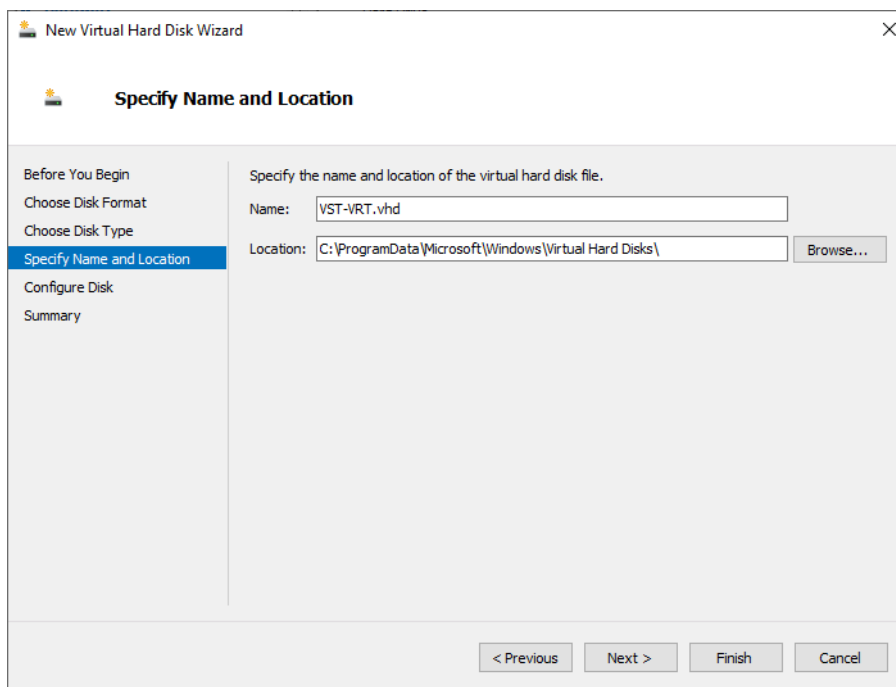 New Virtual Hard Disk Wizard
Specify Name and Location
Before You Begin
Choose Disk Format
Choose Disk Type
Specify Name and Location
Configure Disk
Summary
Specify the name and location of the virtual hard disk file.
Name: VST-VRT.vhd
Location: C:\ProgramData\Microsoft\Windows\Virtual Hard Disks\ Browse...
< Previous Next > Finish Cancel